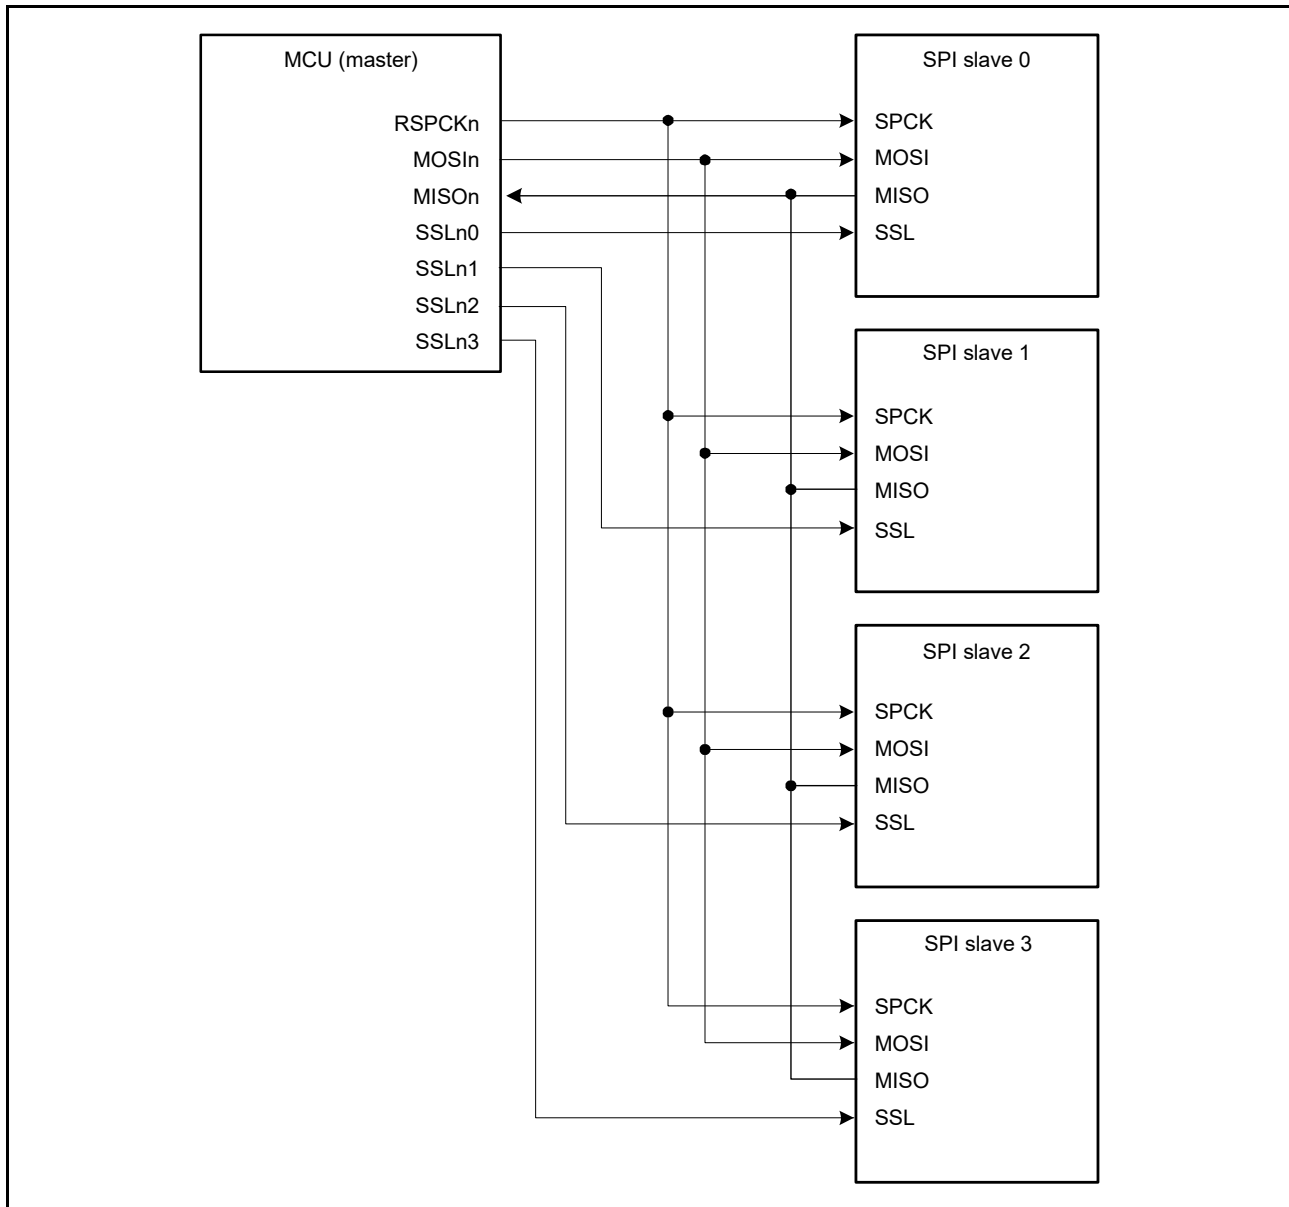 MCU (master)
RSPCKn
MOSIn
MISOn
SSLn0
SSLn1
SSLn2
SSLn3
SPI slave 0
SPCK
MOSI
MISO
SSL
SPI slave 1
SPCK
MOSI
MISO
SSL
SPI slave 2
SPCK
MOSI
MISO
SSL
SPI slave 3
SPCK
MOSI
MISO
SSL